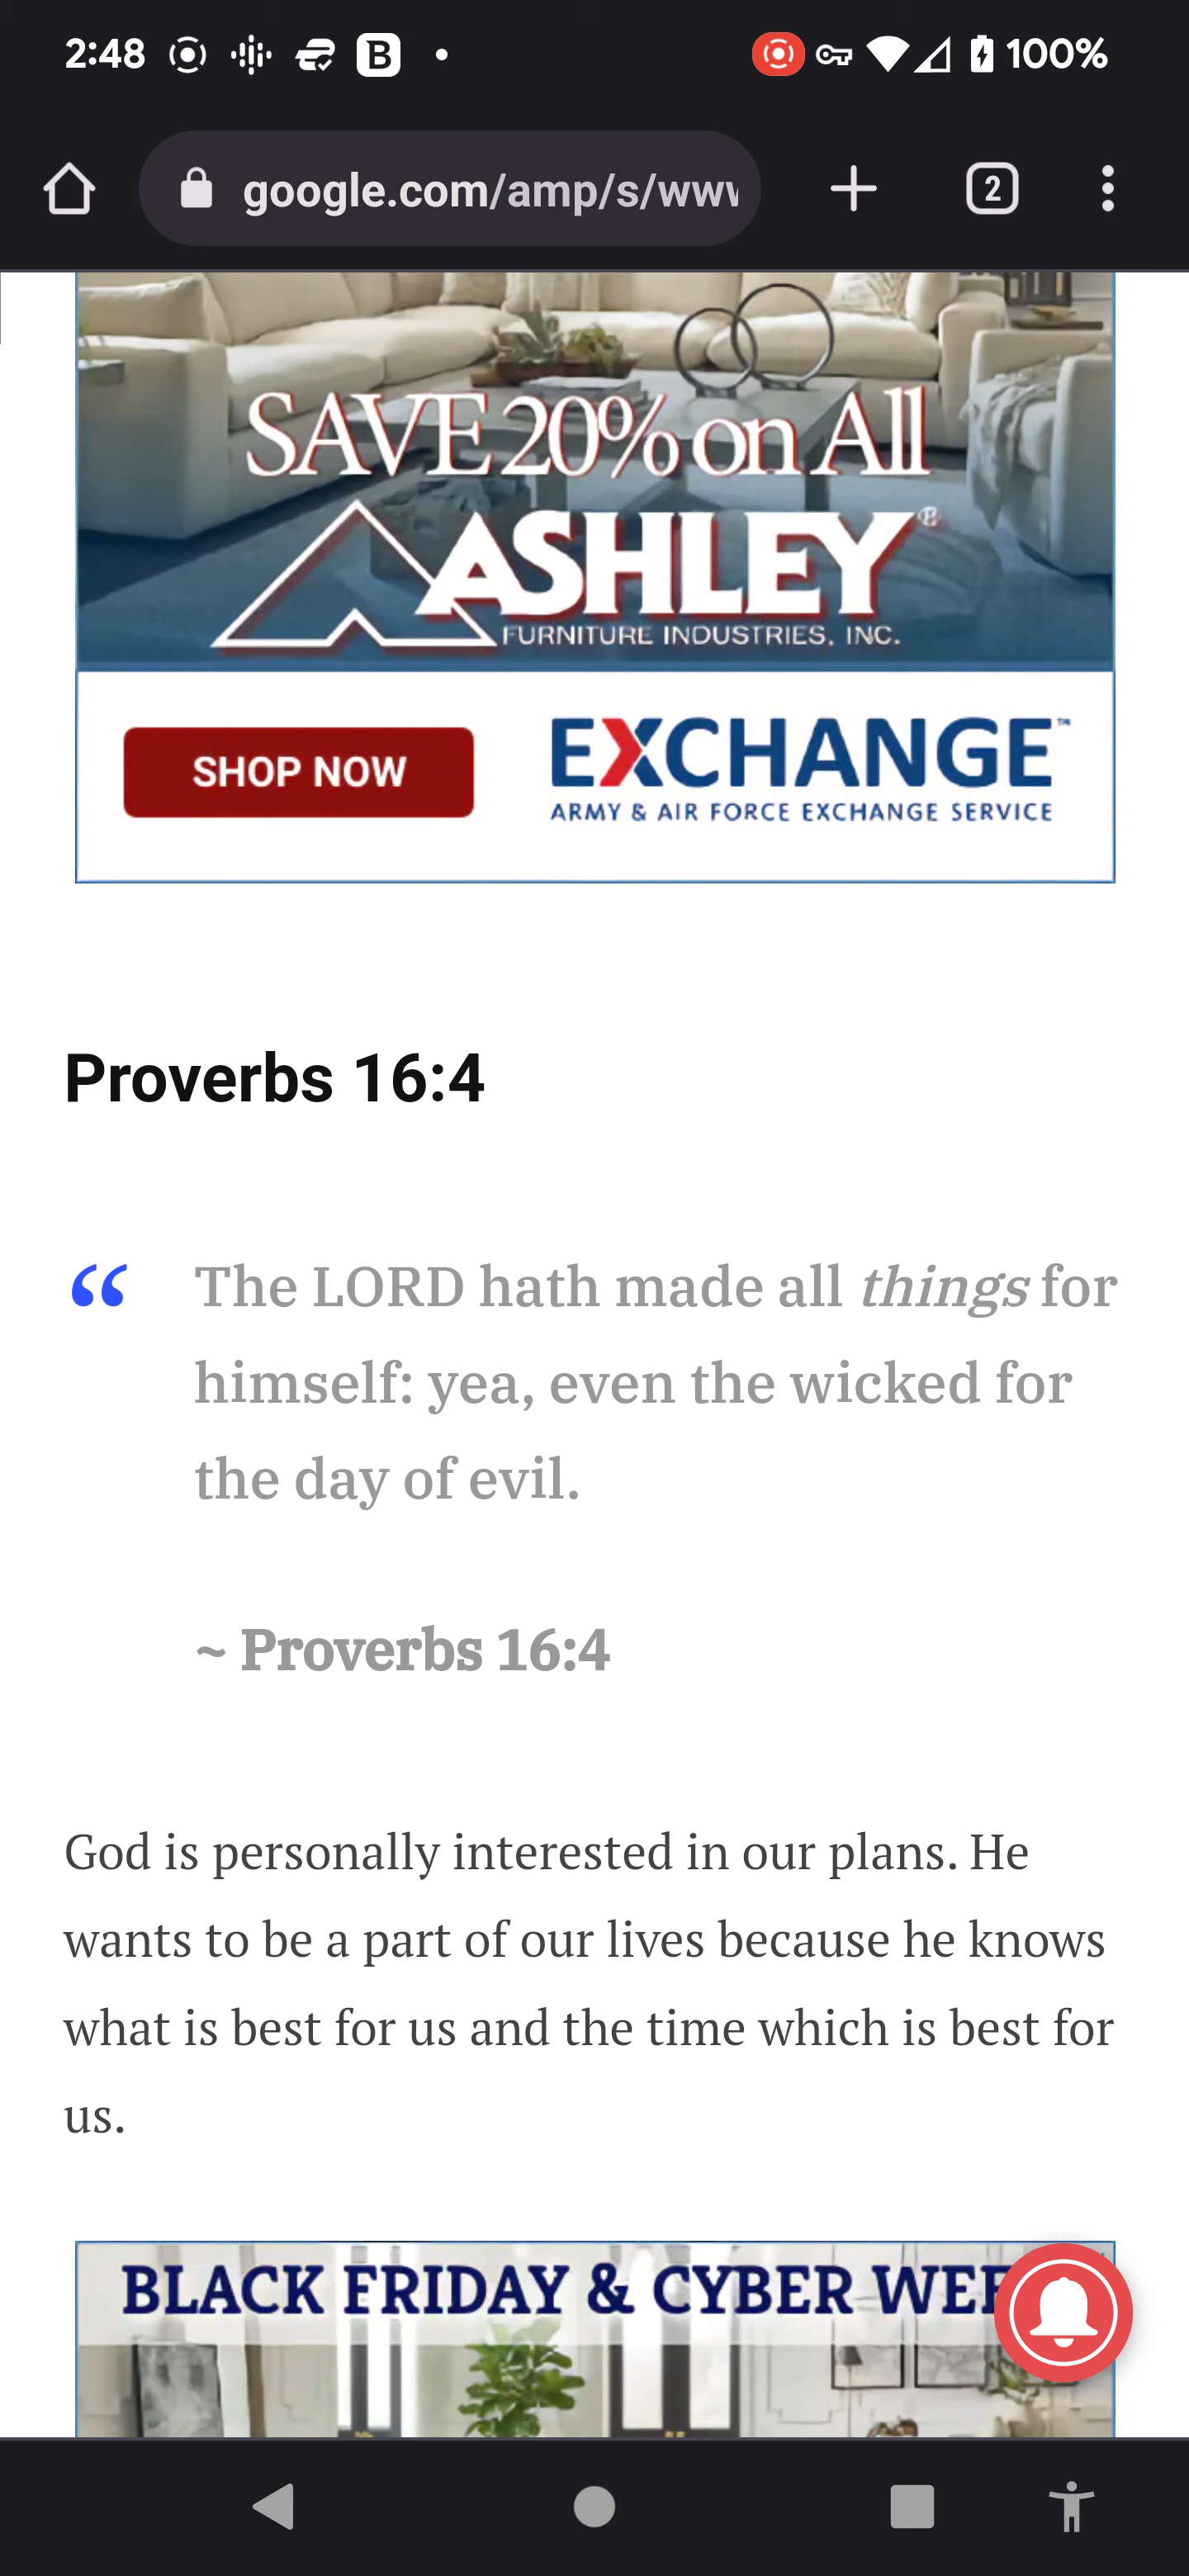 2:48
B
100%
google.com/amp/s/www
2
SAVE 20% on All
ASHLEY®
FURNITURE INDUSTRIES, INC.
SHOP NOW
EXCHANGE™
ARMY & AIR FORCE EXCHANGE SERVICE
Proverbs 16:4
“ The LORD hath made all things for
himself: yea, even the wicked for
the day of evil.
~ Proverbs 16:4
God is personally interested in our plans. He
wants to be a part of our lives because he knows
what is best for us and the time which is best for
us.
BLACK FRIDAY & CYBER WEE